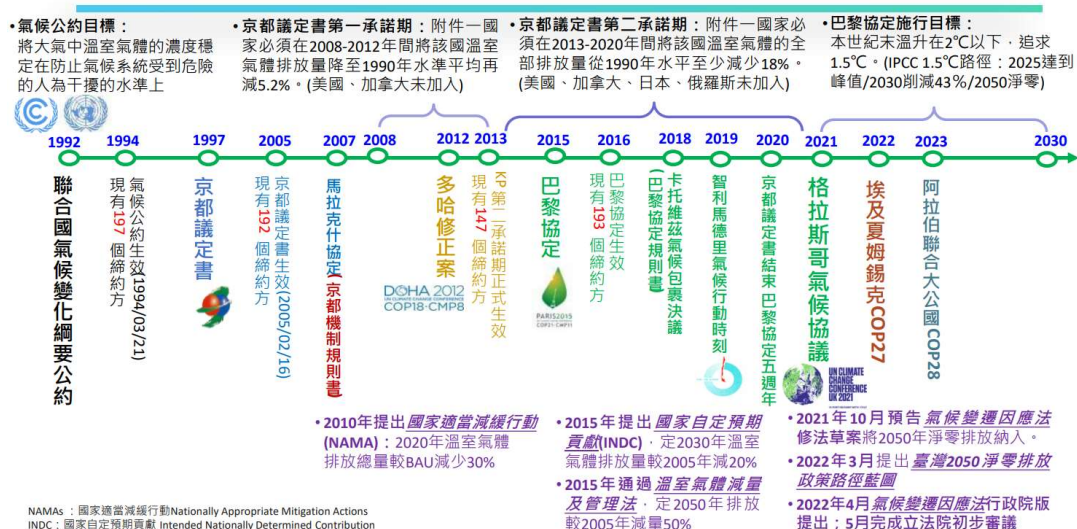 •氣候公約目標：
將大氣中溫室氣體的濃度穩
定在防止氣候系統受到危險
的人為干擾的水準上
•京都議定書第一承諾期：附件一國
家必須在2008-2012年間將該國溫室
氣體排放量降至1990年水準平均再
減5.2%。(美國、加拿大未加入)
•京都議定書第二承諾期：附件一國家必
須在2013-2020年間將該國溫室氣體的全
部排放量從1990年水平至少減少18%。
(美國、加拿大、日本、俄羅斯未加入)
•巴黎協定施行目標：
本世紀末溫升在2℃以下，追求
1.5℃。(IPCC 1.5℃路徑：2025達到
峰值/2030削減43%/2050淨零)
1992 1994 1997 2005 2007 2008 2012 2013 2015 2016 2018 2019 2020 2021 2022 2023 2030
聯合國氣候變化綱要公約
氣候公約生效(1994/03/21)
現有197 個締約方
京都議定書
京都議定書生效(2005/02/16)
現有192 個締約方
馬拉克什協定(京都機制規則書)
多哈修正案
DOHA 2012
UN CLIMATE CHANGE CONFERENCE
COP18·CMP8
KP第二承諾期正式生效
現有147 個締約方
巴黎協定
PARIS2015
COP21·CMP11
巴黎協定生效
現有193 個締約方
卡托維茲氣候包裹決議
(巴黎協定規則書)
智利馬德里氣候行動時刻
京都議定書結束 巴黎協定五週年
格拉斯哥氣候協議
UN CLIMATE
CHANGE
CONFERENCE
UK 2021
埃及夏姆錫克COP27
阿拉伯聯合大公國COP28
•2010年提出國家適當減緩行動
(NAMA)：2020年溫室氣體
排放總量較BAU減少30%
•2015年提出國家自定預期
貢獻(INDC)，定2030年溫室
氣體排放量較2005年減20%
•2015年通過溫室氣體減量
及管理法，定2050年排放
較2005年減量50%
•2021年10月預告氣候變遷因應法
修法草案將2050年淨零排放納入。
•2022年3月提出臺灣2050淨零排放
政策路徑藍圖
•2022年4月氣候變遷因應法行政院版
提出；5月完成立法院初步審議
NAMAs ：國家適當減緩行動Nationally Appropriate Mitigation Actions
INDC：國家自定預期貢獻 Intended Nationally Determined Contribution